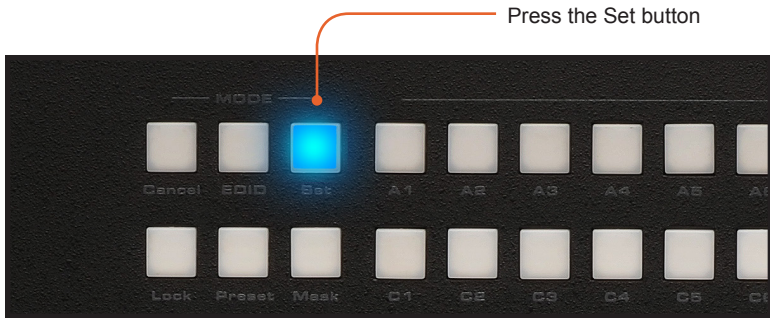 Press the Set button
MODE
Cancel EDID Set A1 A2 A3 A4 A5
Lock Preset Mask C1 C2 C3 C4 C5